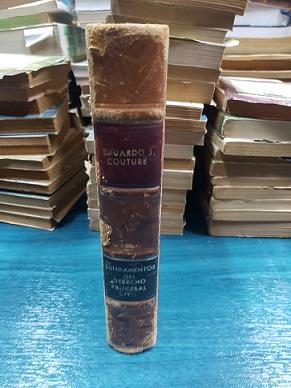 EDUARDO J.
COUTURE
FUNDAMENTOS
DEL
DERECHO
PROCESAL
CIVIL